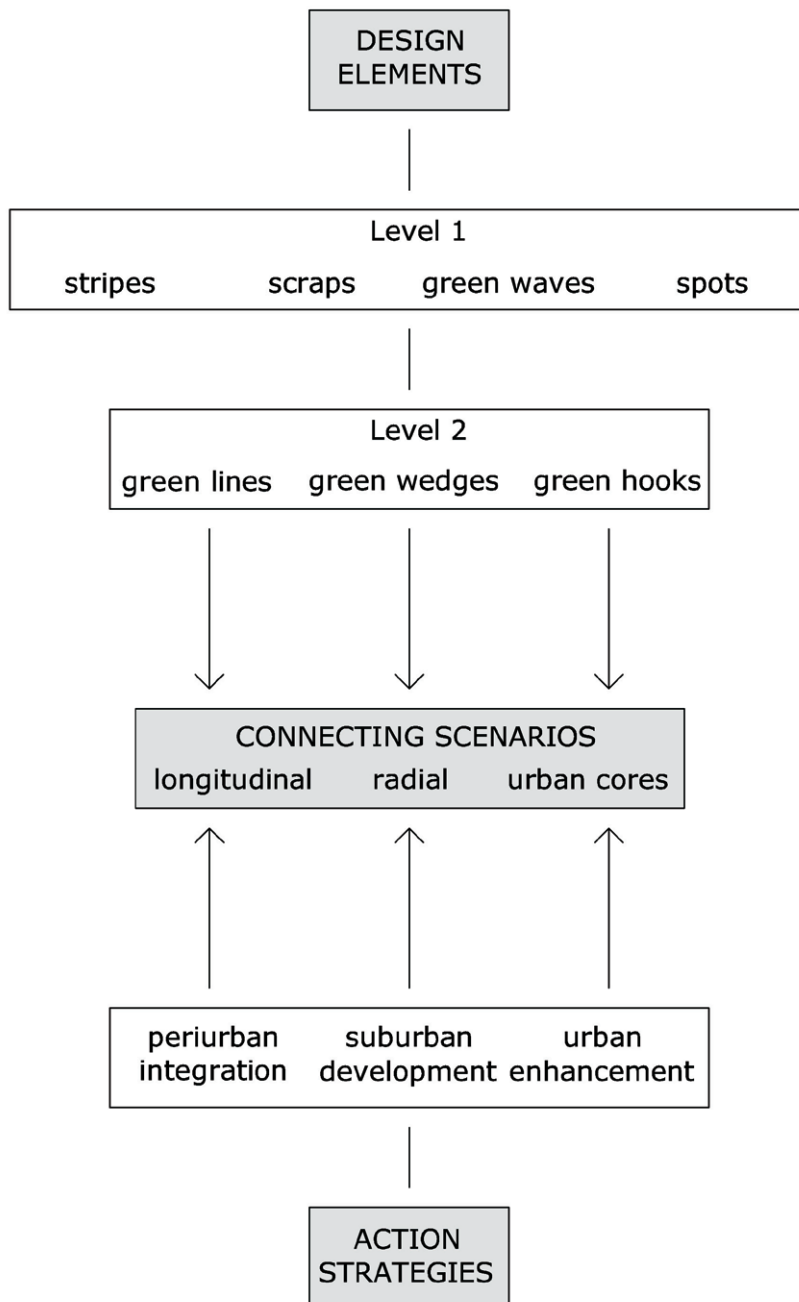 DESIGN
ELEMENTS
Level 1
stripes scraps green waves spots
Level 2
green lines green wedges green hooks
CONNECTING SCENARIOS
longitudinal radial urban cores
periurban suburban urban
integration development enhancement
ACTION
STRATEGIES